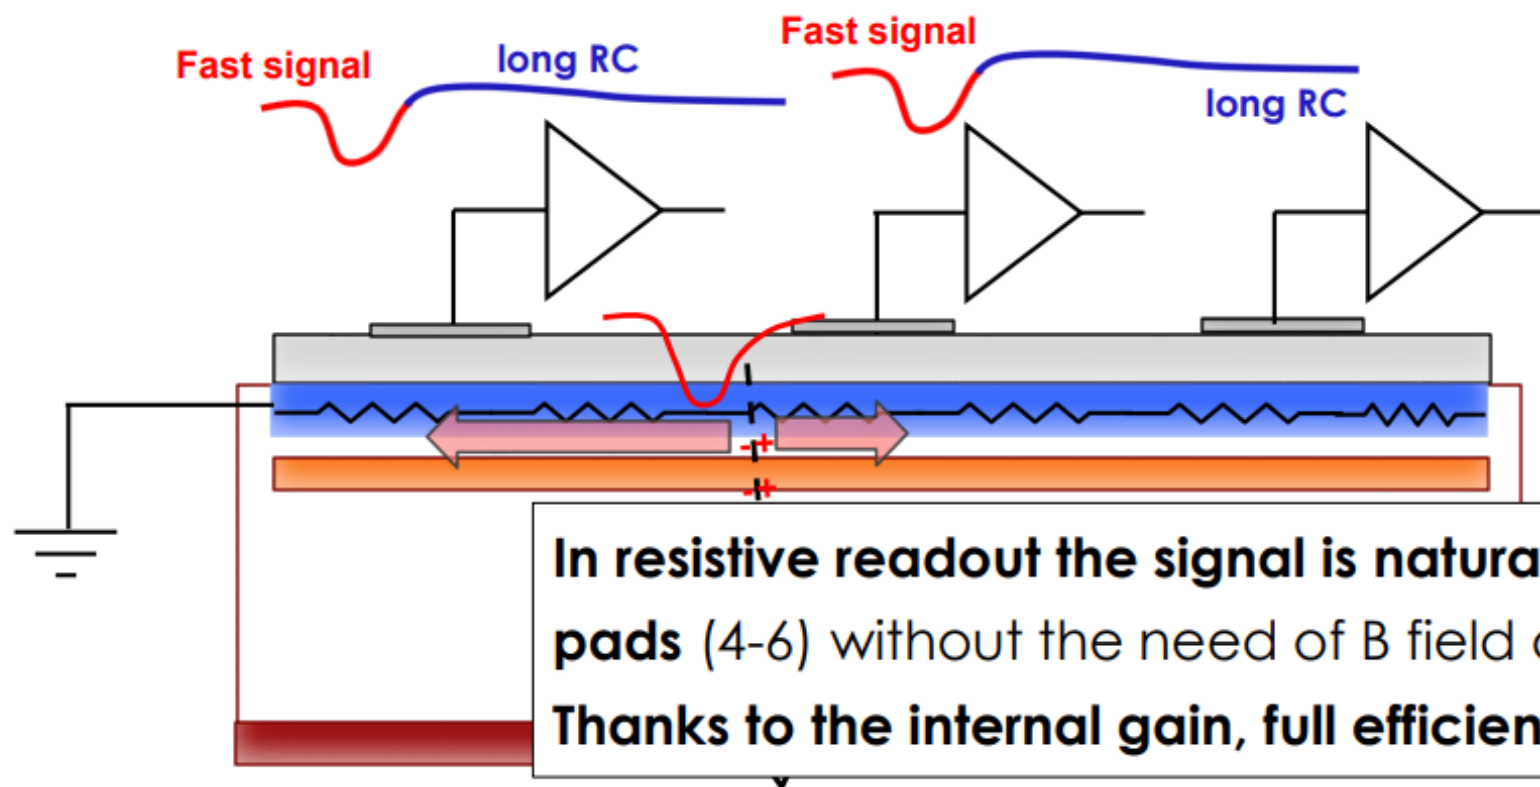 Fast signal
long RC
Fast signal
long RC
- +
- +
In resistive readout the signal is natura
pads (4-6) without the need of B field
Thanks to the internal gain, full efficien